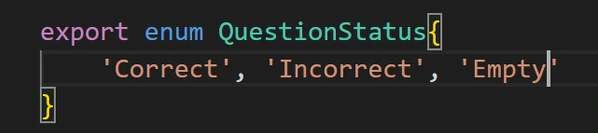 export enum QuestionStatus{
    'Correct', 'Incorrect', 'Empty'
}